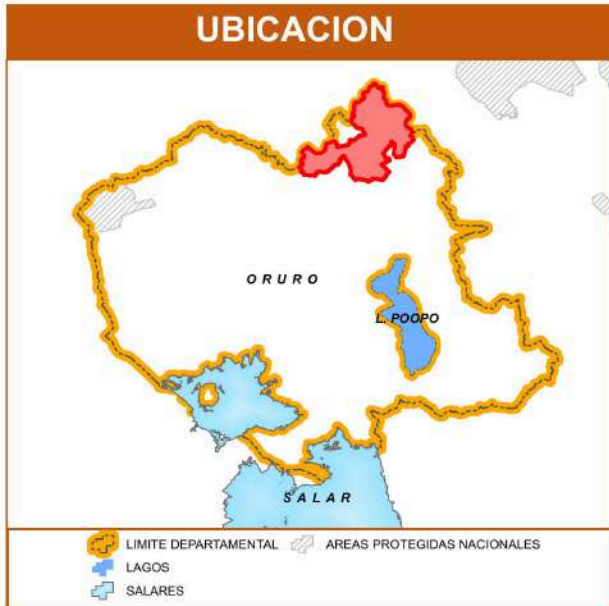 UBICACION
ORURO
L. POOPO
SALAR
LIMITE DEPARTAMENTAL
AREAS PROTEGIDAS NACIONALES
LAGOS
SALARES